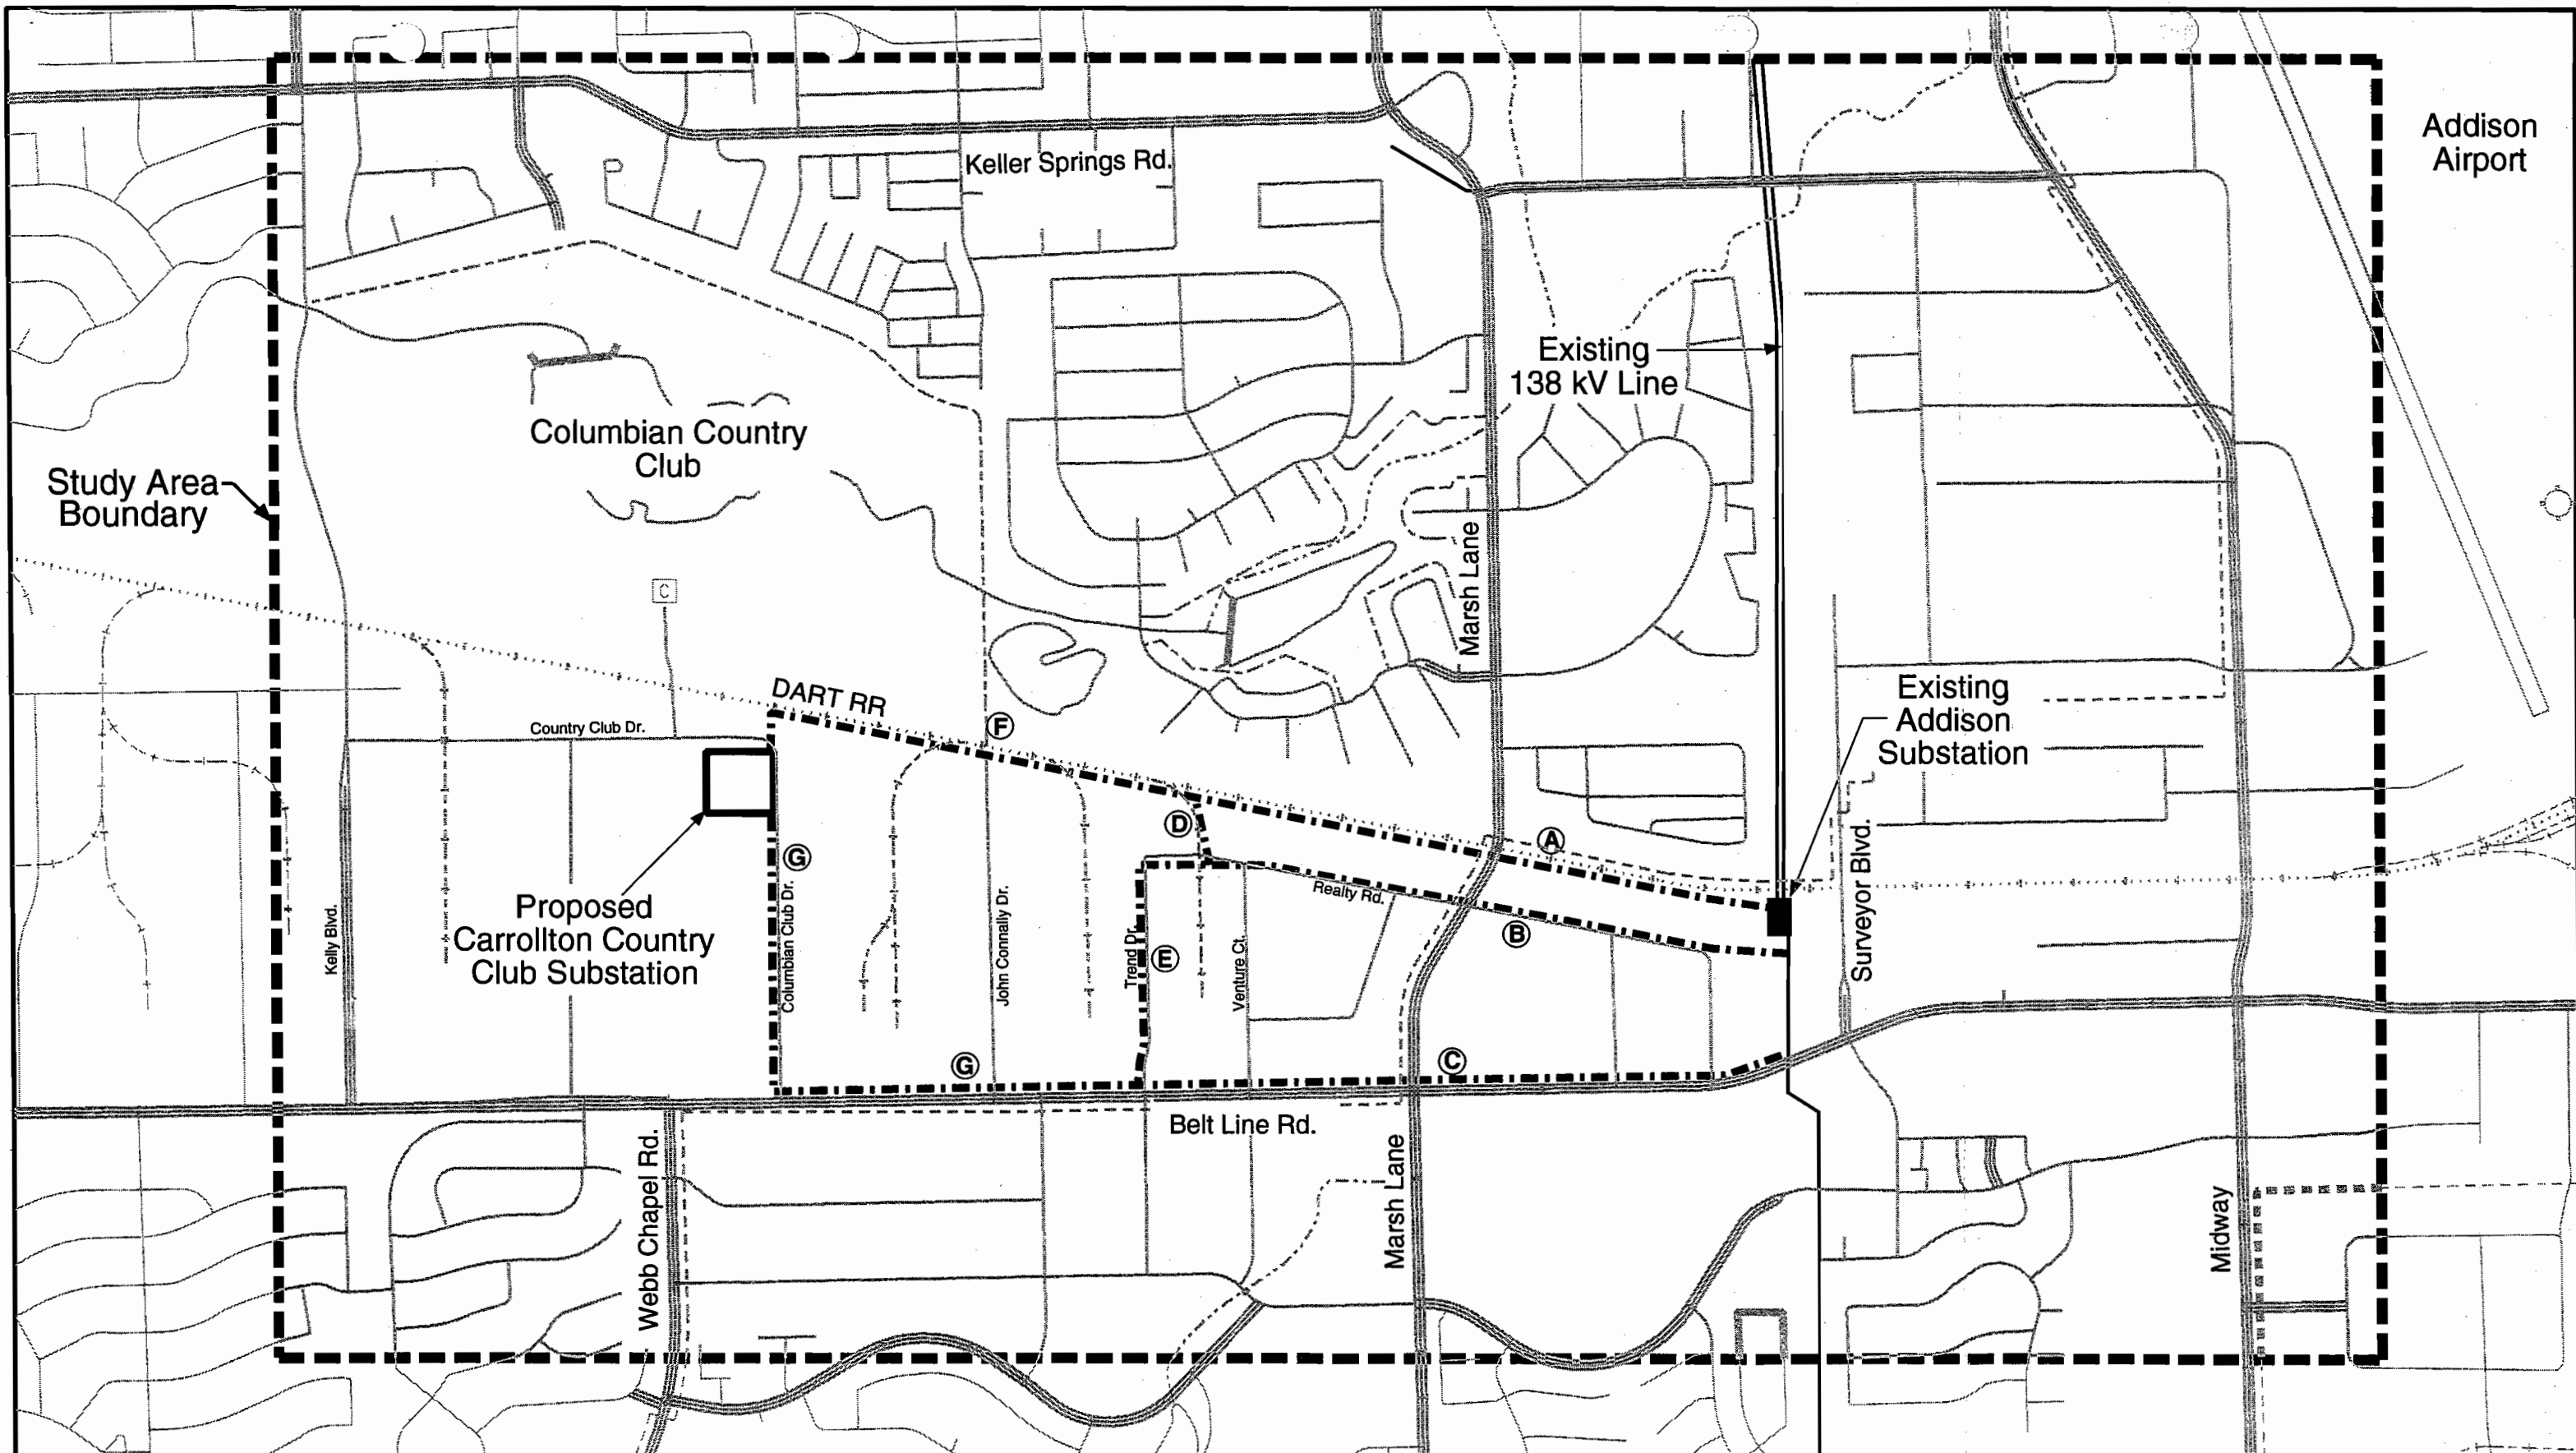 Addison
Airport
Keller Springs Rd.
Existing
138 kV Line
Columbian Country
Club
Study Area
Boundary
Marsh Lane
C
DART RR
Country Club Dr.
F
Existing
Addison
Substation
D
A
G
Realty Rd.
Surveyor Blvd.
Proposed
Carrollton Country
Club Substation
Kelly Blvd.
Columbian Club Dr.
John Connally Dr.
Trend Dr.
E
Venture Ct.
B
G
C
Belt Line Rd.
Webb Chapel Rd.
Marsh Lane
Midway